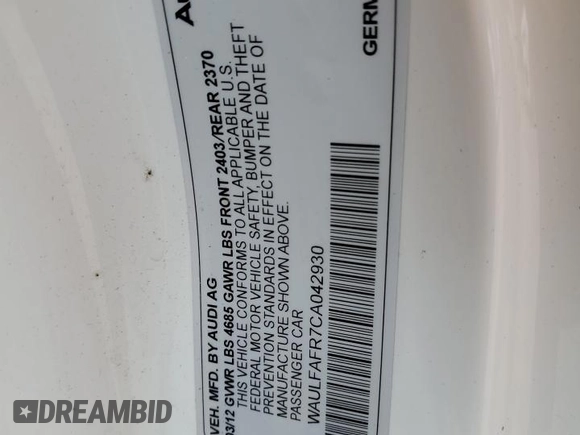 VEH. MFD. BY AUDI AG
03/12 GVWR LBS 4685 GAWR LBS FRONT 2403/REAR 2370
THIS VEHICLE CONFORMS TO ALL APPLICABLE U.S.
FEDERAL MOTOR VEHICLE SAFETY, BUMPER AND THEFT
PREVENTION STANDARDS IN EFFECT ON THE DATE OF
MANUFACTURE SHOWN ABOVE.
PASSENGER CAR
WAULFAFR7CA042930
GERM
DREAMBID